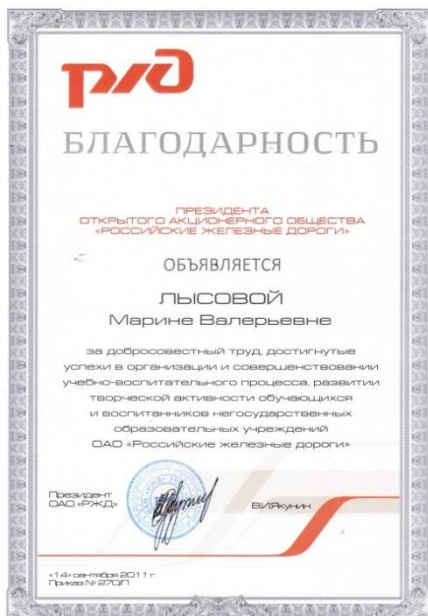 РЖД
БЛАГОДАРНОСТЬ
ПРЕЗИДЕНТА
ОТКРЫТОГО АКЦИОНЕРНОГО ОБЩЕСТВА
«РОССИЙСКИЕ ЖЕЛЕЗНЫЕ ДОРОГИ»
ОБЪЯВЛЯЕТСЯ
ЛЫСОВОЙ
Марине Валерьевне
за добросовестный труд, достигнутые
успехи в организации и совершенствовании
учебно-воспитательного процесса, развитии
творческой активности обучающихся
и воспитанников негосударственных
образовательных учреждений
ОАО «Российские железные дороги»
Президент
ОАО «РЖД»
В.И.Якунин
«14» сентября 2011 г.
Приказ № 270/П